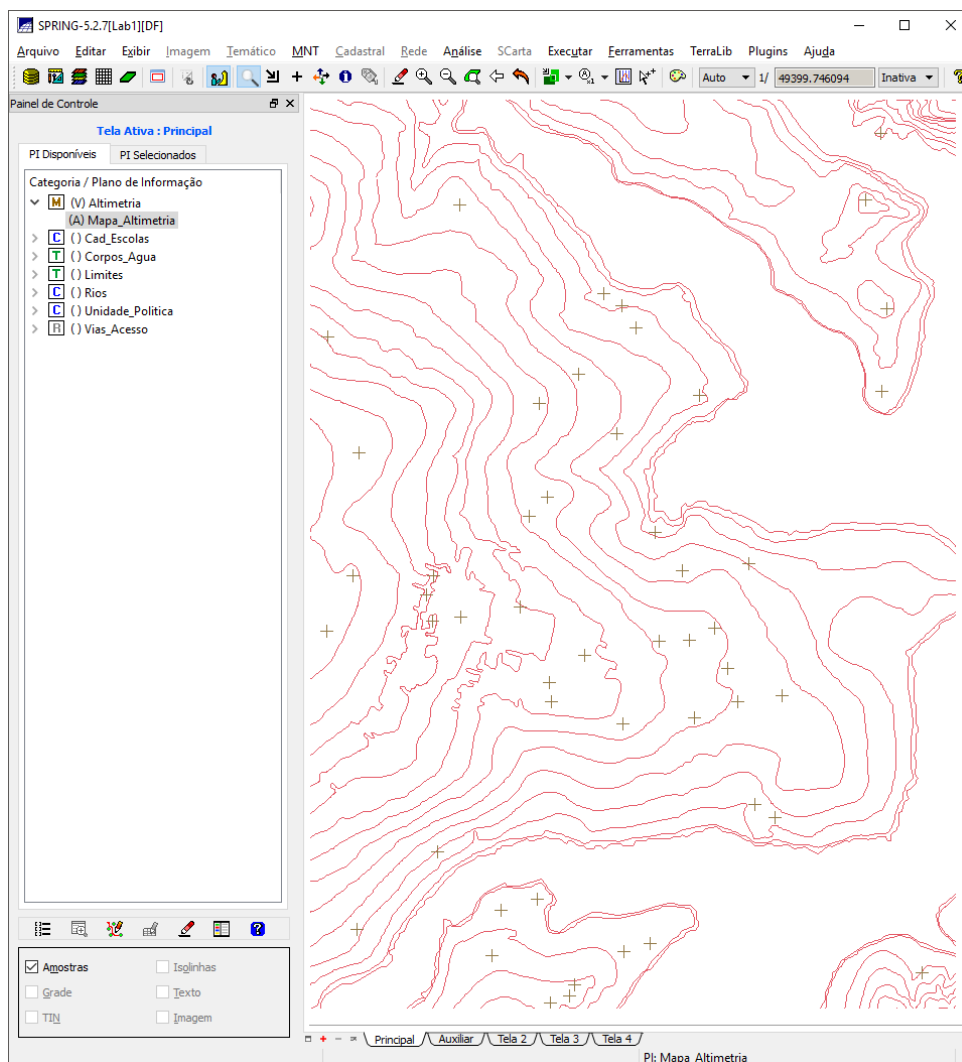 SPRING-5.2.7[Lab1][DF]
Arquivo Editar Exibir Imagem Temático MNT Cadastral Rede Análise SCarta Executar Ferramentas TerraLib Plugins Ajuda
Auto 1/ 49399.746094 Inativa
Painel de Controle
Tela Ativa : Principal
PI Disponíveis PI Selecionados
Categoria / Plano de Informação
M (V) Altimetria
(A) Mapa_Altimetria
C ( ) Cad_Escolas
T ( ) Corpos_Agua
T ( ) Limites
C ( ) Rios
C ( ) Unidade_Politica
R ( ) Vias_Acesso
Amostras Isolinhas
Grade Texto
TIN Imagem
Principal Auxiliar Tela 2 Tela 3 Tela 4
PI: Mapa_Altimetria